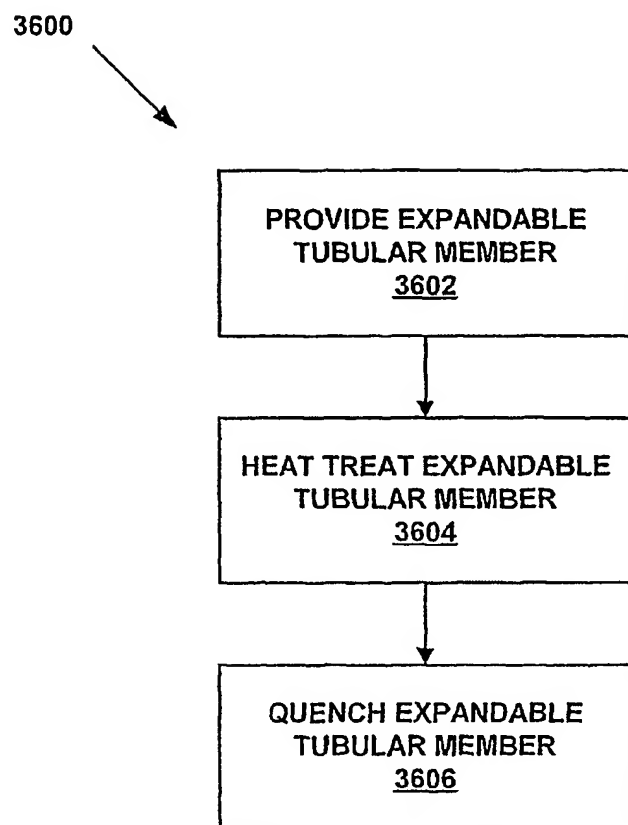 3600
PROVIDE EXPANDABLE
TUBULAR MEMBER
3602
HEAT TREAT EXPANDABLE
TUBULAR MEMBER
3604
QUENCH EXPANDABLE
TUBULAR MEMBER
3606